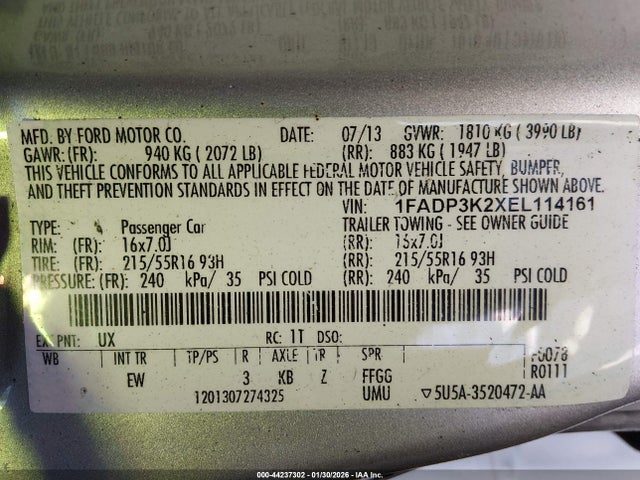 MFD. BY FORD MOTOR CO. DATE: 07/13 GVWR: 1810 KG ( 3990 LB)
GAWR: (FR): 940 KG ( 2072 LB) (RR): 883 KG ( 1947 LB)
THIS VEHICLE CONFORMS TO ALL APPLICABLE FEDERAL MOTOR VEHICLE SAFETY, BUMPER,
AND THEFT PREVENTION STANDARDS IN EFFECT ON THE DATE OF MANUFACTURE SHOWN ABOVE.
VIN: 1FADP3K2XEL114161
TYPE: Passenger Car TRAILER TOWING - SEE OWNER GUIDE
RIM: (FR): 16x7.0J (RR): 16x7.0J
TIRE: (FR): 215/55R16 93H (RR): 215/55R16 93H
PRESSURE: (FR): 240 kPa/ 35 PSI COLD (RR): 240 kPa/ 35 PSI COLD
EXT PNT: UX RC: 1T DSO:
WB INT TR TP/PS R AXLE TR SPR F0078
EW 3 KB Z FFGG R0111
1201307274325 UMU ▽5U5A-3520472-AA
000-44237302 — 01/30/2026 — IAA Inc.